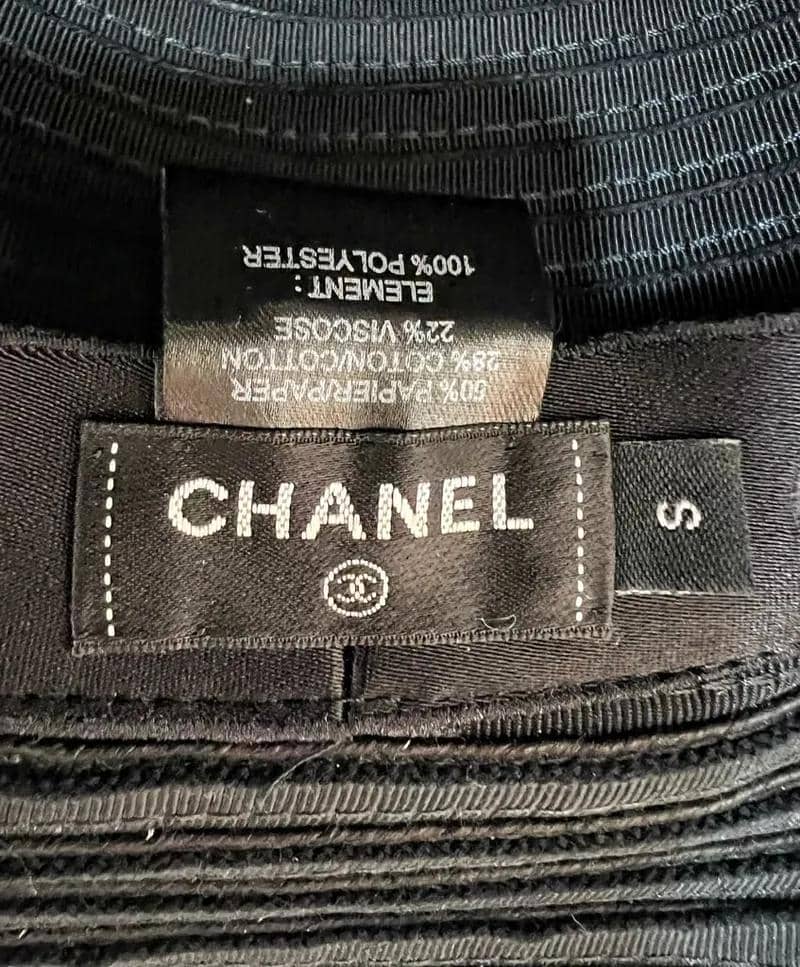 50% PAPIER/PAPER
28% COTON/COTTON
22% VISCOSE
ELEMENT :
100% POLYESTER
CHANEL
S